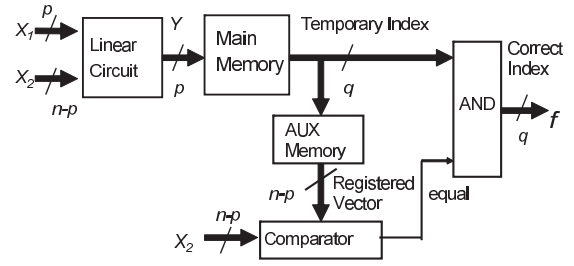 p
X1
Linear
Circuit
X2
n-p
Y
p
Main
Memory
Temporary Index
q
AND
Correct
Index
q
f
AUX
Memory
n-p
Registered
Vector
equal
n-p
X2
Comparator